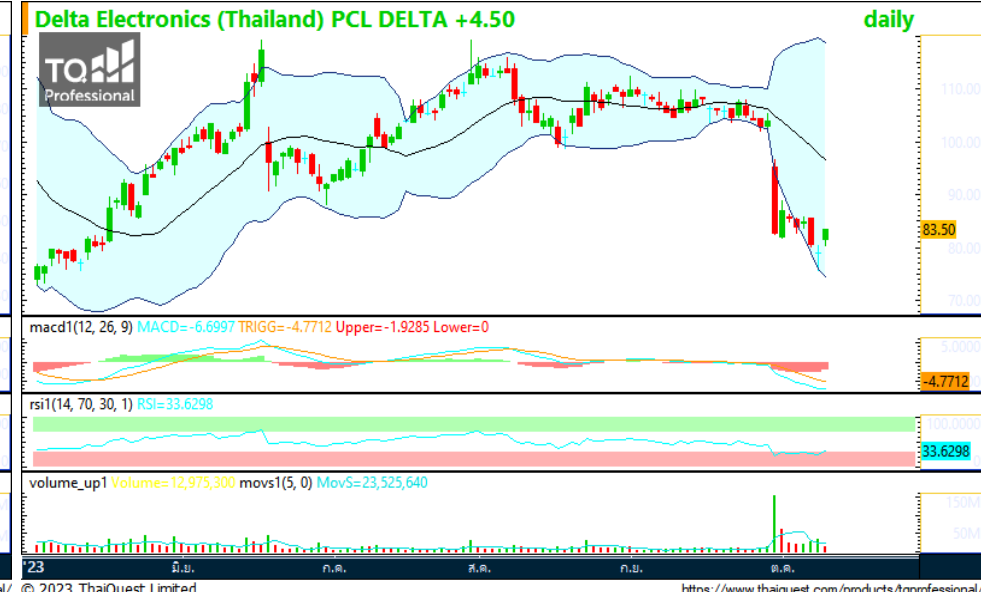 Delta Electronics (Thailand) PCL DELTA +4.50 daily
TQ
Professional
110.00
100.00
90.00
83.50
80.00
70.00
macd1(12, 26, 9) MACD=-6.6997 TRIGG=-4.7712 Upper=-1.9285 Lower=0
5.0000
-4.7712
rsi1(14, 70, 30, 1) RSI=33.6298
100.0000
33.6298
volume_up1 Volume=12,975,300 movs1(5, 0) MovS=23,525,640
150M
50M
'23 มิ.ย. ก.ค. ส.ค. ก.ย. ต.ค.
© 2023 ThaiQuest Limited https://www.thaiquest.com/products/tqprofessional/